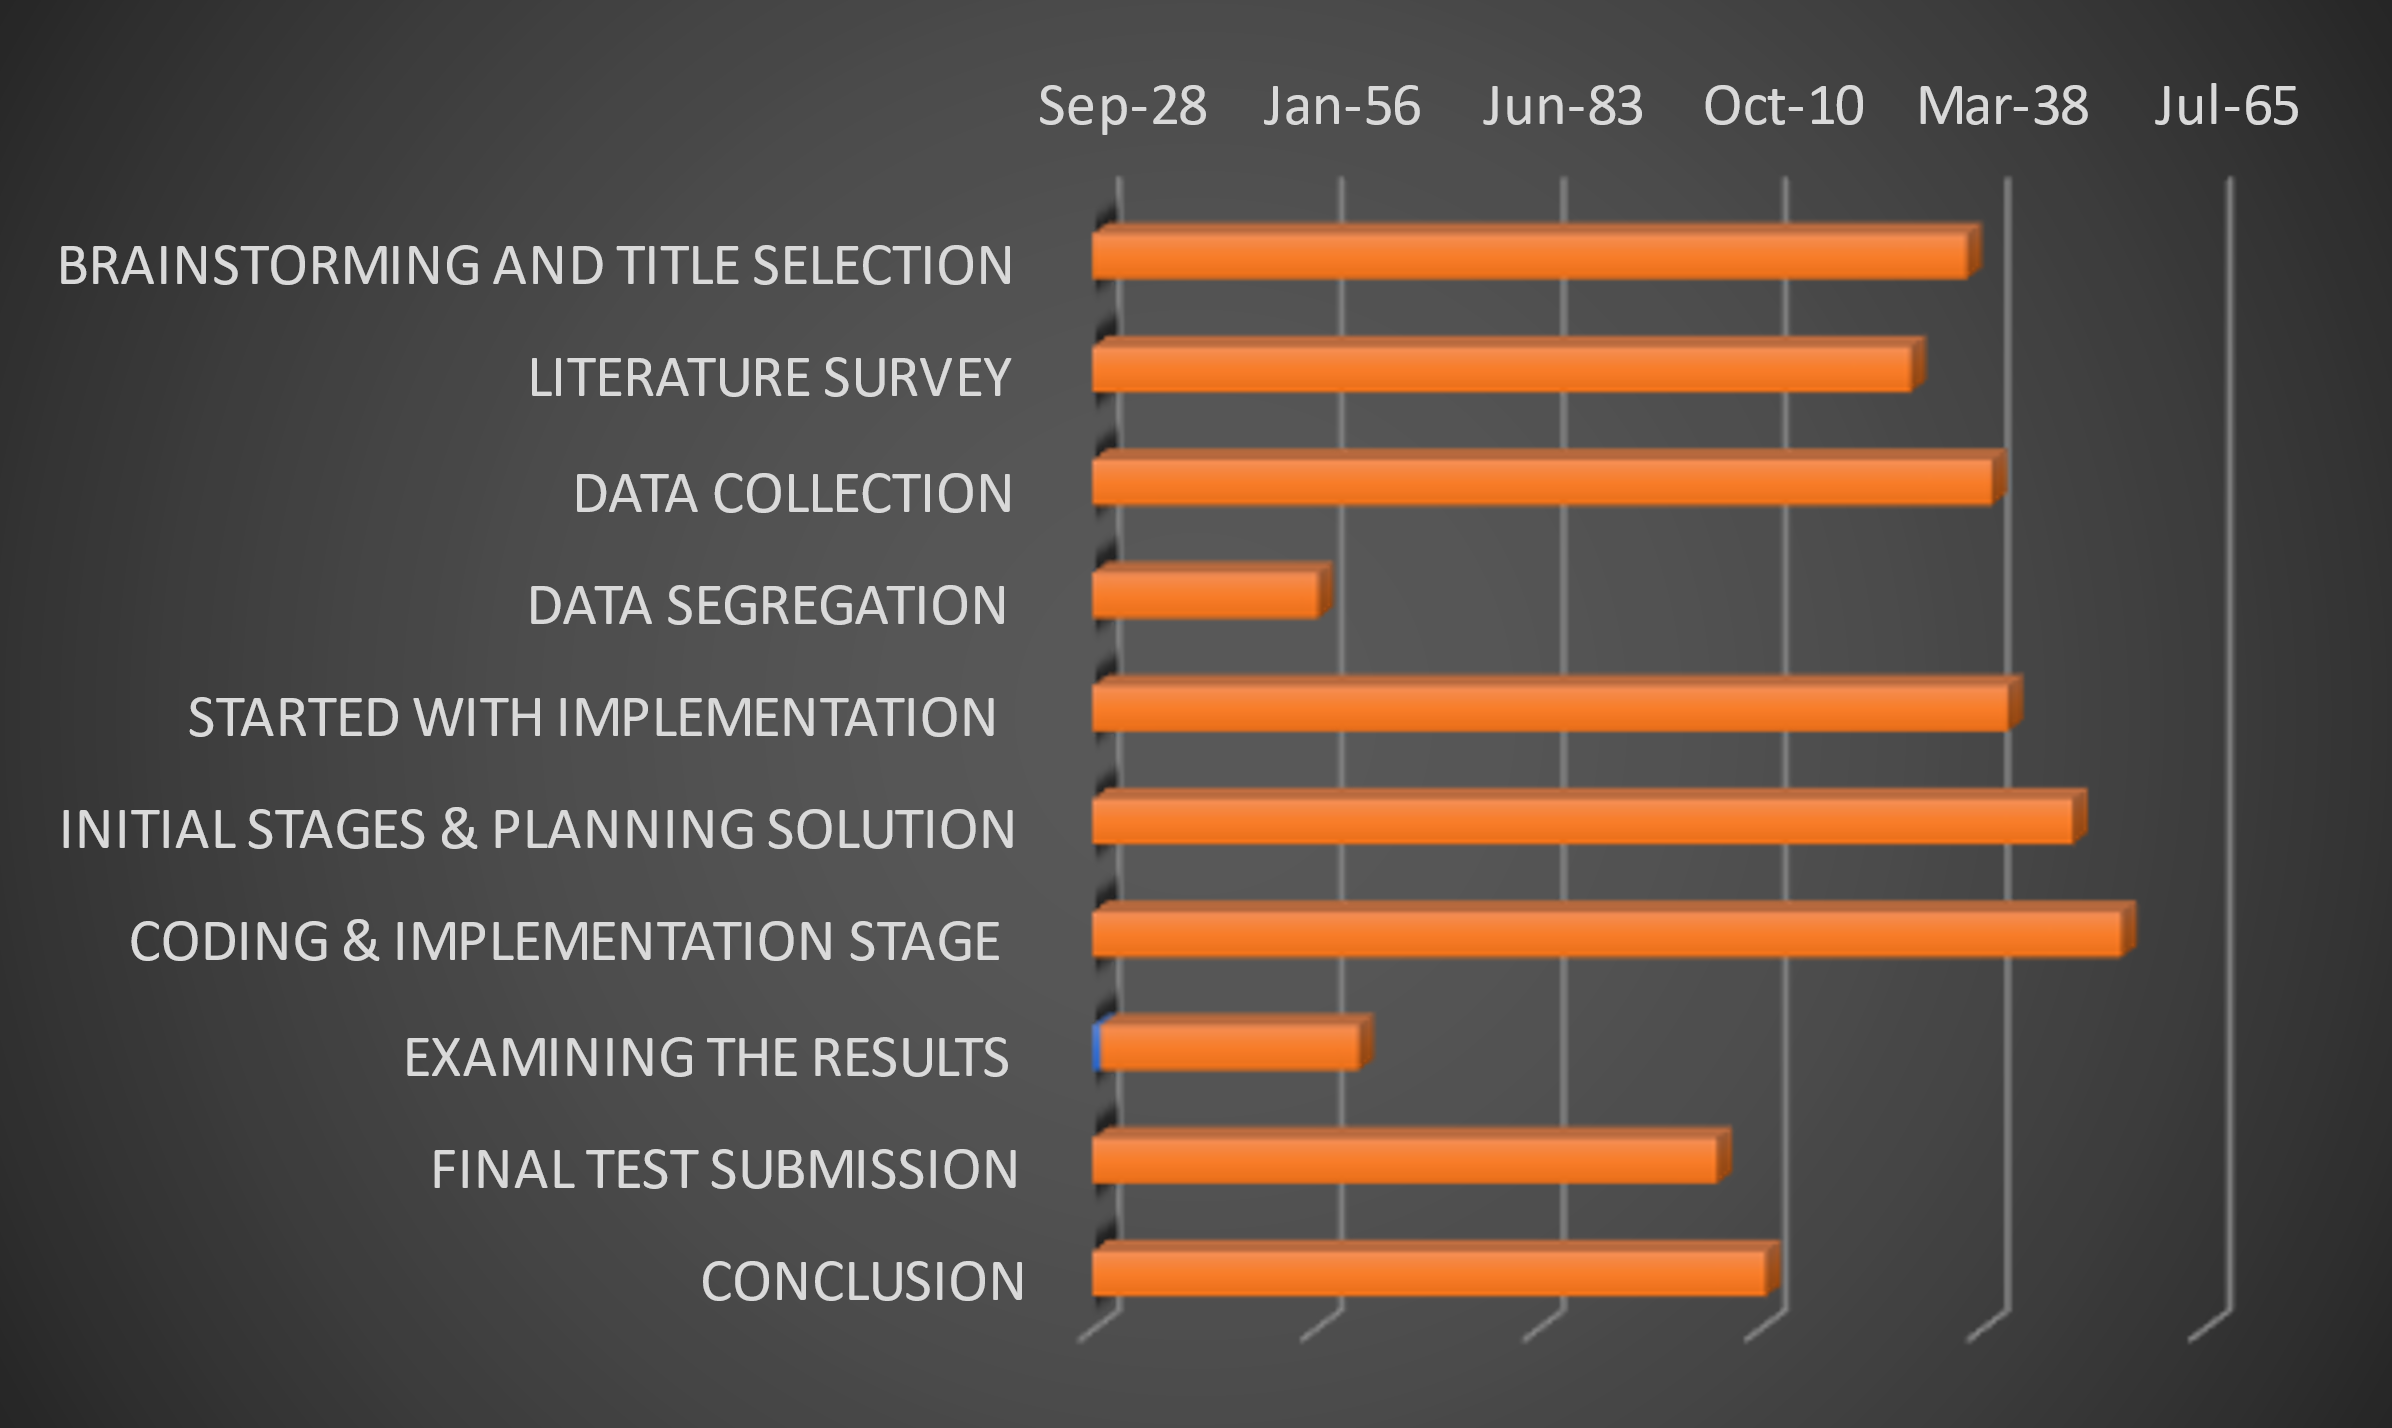 Sep-28 Jan-56 Jun-83 Oct-10 Mar-38 Jul-65
BRAINSTORMING AND TITLE SELECTION
LITERATURE SURVEY
DATA COLLECTION
DATA SEGREGATION
STARTED WITH IMPLEMENTATION
INITIAL STAGES & PLANNING SOLUTION
CODING & IMPLEMENTATION STAGE
EXAMINING THE RESULTS
FINAL TEST SUBMISSION
CONCLUSION